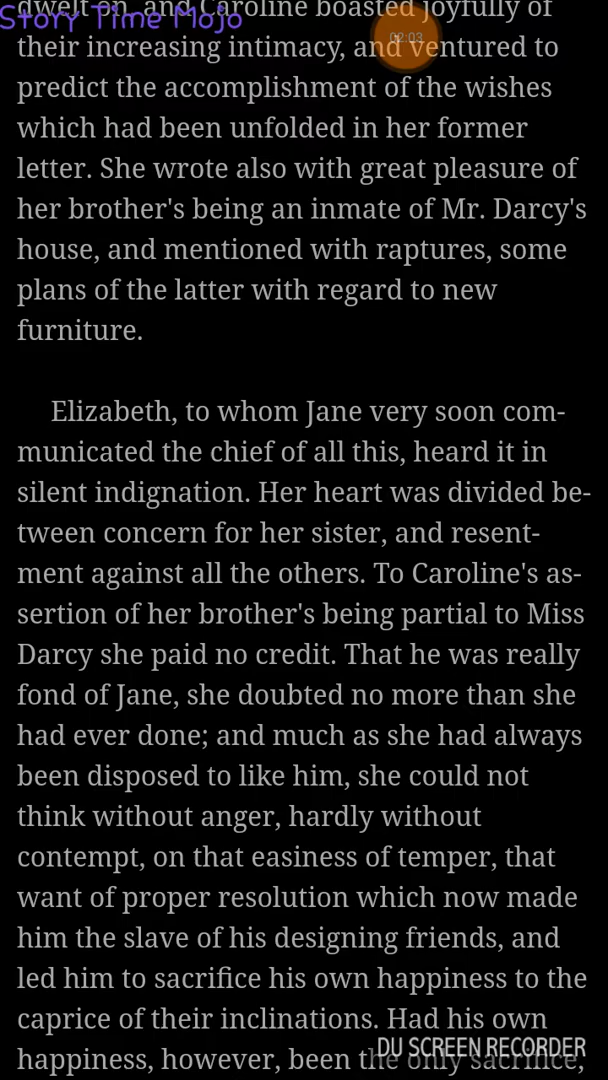 dwelt on, and Caroline boasted joyfully of
Story Time Mojo
02:03
their increasing intimacy, and ventured to
predict the accomplishment of the wishes
which had been unfolded in her former
letter. She wrote also with great pleasure of
her brother's being an inmate of Mr. Darcy's
house, and mentioned with raptures, some
plans of the latter with regard to new
furniture.
Elizabeth, to whom Jane very soon com-
municated the chief of all this, heard it in
silent indignation. Her heart was divided be-
tween concern for her sister, and resent-
ment against all the others. To Caroline's as-
sertion of her brother's being partial to Miss
Darcy she paid no credit. That he was really
fond of Jane, she doubted no more than she
had ever done; and much as she had always
been disposed to like him, she could not
think without anger, hardly without
contempt, on that easiness of temper, that
want of proper resolution which now made
him the slave of his designing friends, and
led him to sacrifice his own happiness to the
caprice of their inclinations. Had his own
DU SCREEN RECORDER
happiness, however, been the only sacrifice,